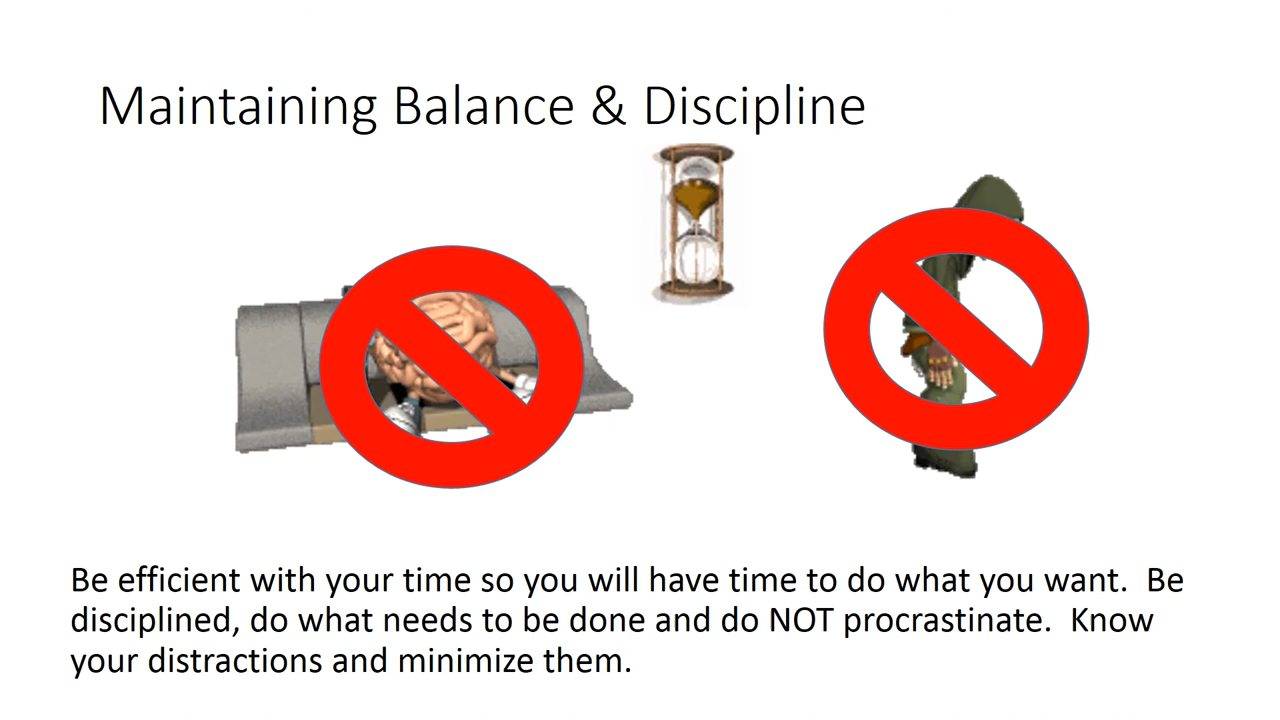 Maintaining Balance & Discipline
Be efficient with your time so you will have time to do what you want.  Be
disciplined, do what needs to be done and do NOT procrastinate.  Know
your distractions and minimize them.